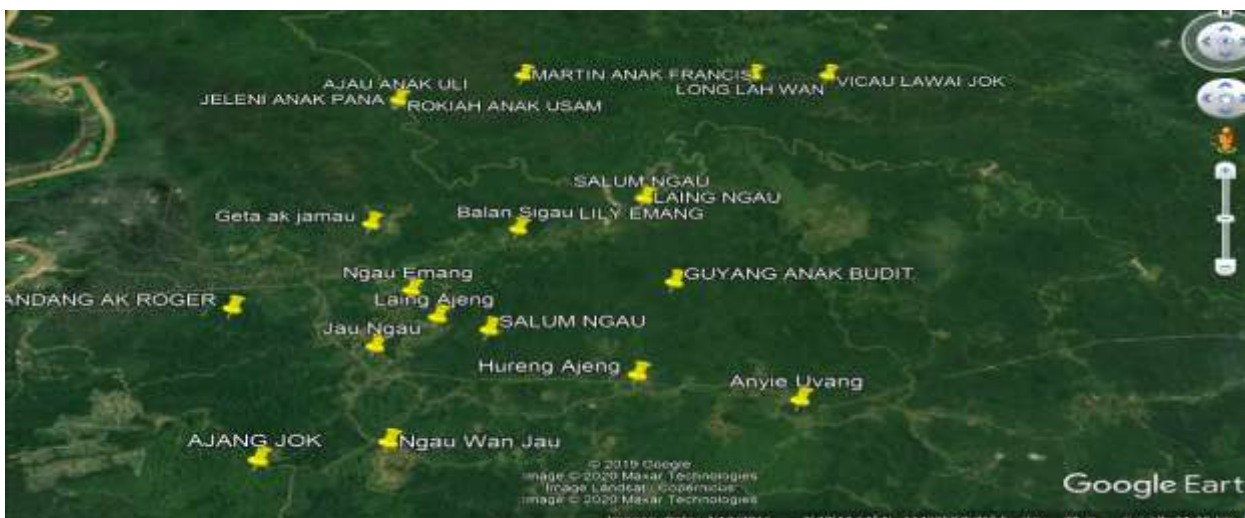 MARTIN ANAK FRANCIS
VICAU LAWAI JOK
AJAU ANAK ULI
LONG LAH WAN
JELENI ANAK PANA
ROKIAH ANAK USAM
SALUM NGAU
LAING NGAU
Geta ak jamau
Balan Sigau
LILY EMANG
Ngau Emang
GUYANG ANAK BUDIT
ANDANG AK ROGER
Laing Ajeng
SALUM NGAU
Jau Ngau
Hureng Ajeng
Anyie Uvang
AJANG JOK
Ngau Wan Jau
© 2019 Google
Image © 2020 Maxar Technologies
Image Landsat / Copernicus
Image © 2020 Maxar Technologies
Google Eart